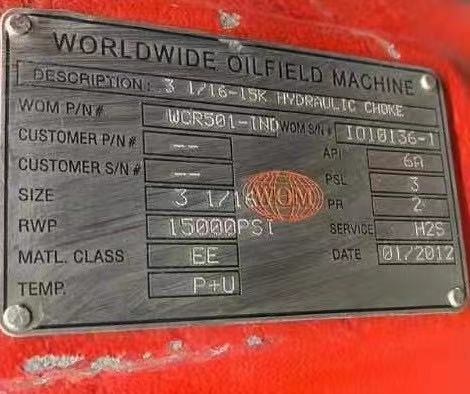 WORLDWIDE OILFIELD MACHINE
DESCRIPTION: 3 1/16-15K HYDRAULIC CHOKE
WOM P/N# WCR501-IND WOM S/N# IO10136-1
CUSTOMER P/N# -- API 6A
CUSTOMER S/N# -- PSL 3
SIZE 3 1/16 WOM PR 2
RWP 15000PSI SERVICE H2S
MATL. CLASS EE DATE 01/2012
TEMP. P+U